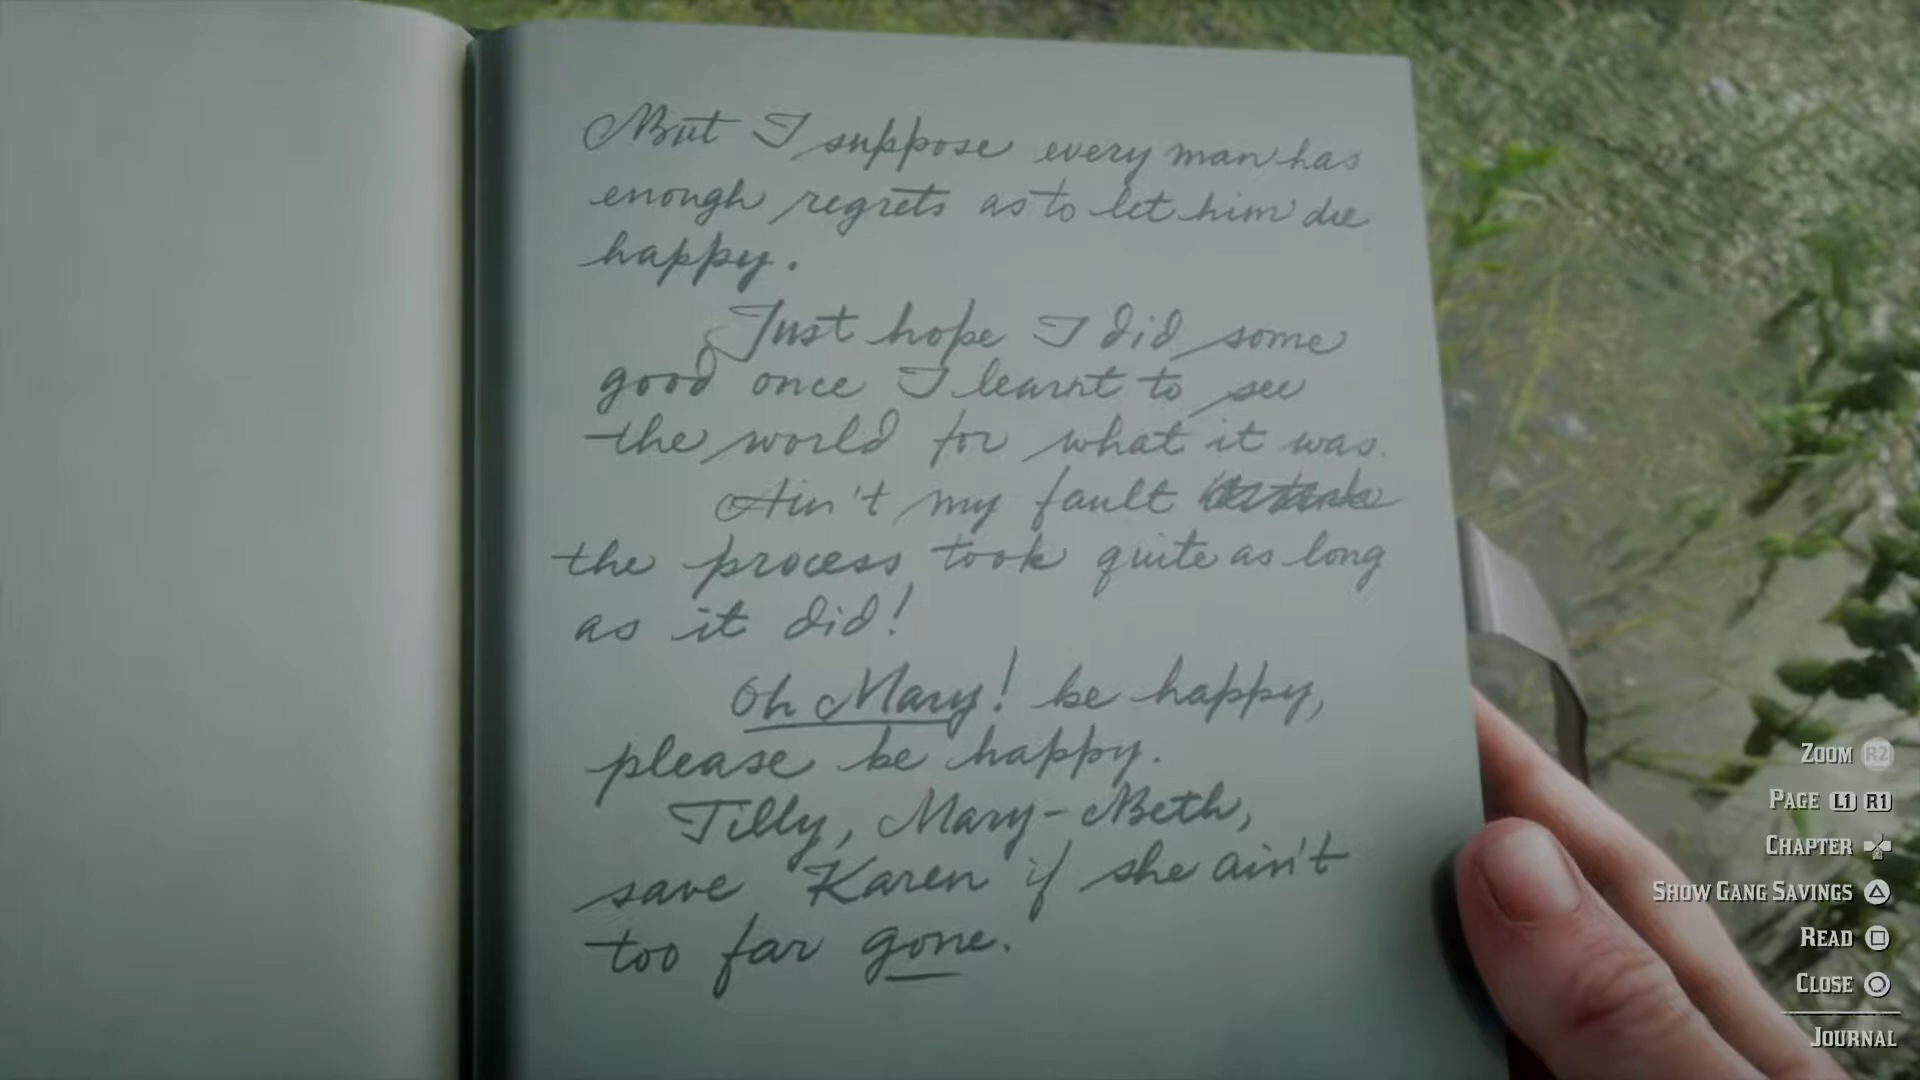 But I suppose every man has
enough regrets as to let him die
happy.
Just hope I did some
good once I learnt to see
the world for what it was.
Ain't my fault
the process took quite as long
as it did!
Oh Mary! be happy,
please be happy.
Tilly, Mary-Beth,
save Karen if she ain't
too far gone.
ZOOM R2
PAGE L1 R1
CHAPTER
SHOW GANG SAVINGS
READ
CLOSE
JOURNAL